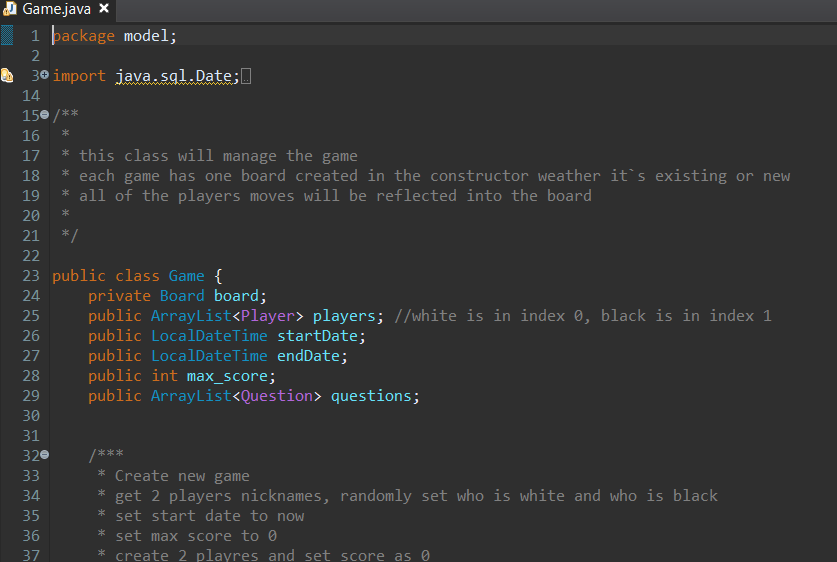 Game.java ×
1 package model;
2
3 import java.sql.Date;
14
15 /**
16 *
17 * this class will manage the game
18 * each game has one board created in the constructor weather it`s existing or new
19 * all of the players moves will be reflected into the board
20 *
21 */
22
23 public class Game {
24 private Board board;
25 public ArrayList<Player> players; //white is in index 0, black is in index 1
26 public LocalDateTime startDate;
27 public LocalDateTime endDate;
28 public int max_score;
29 public ArrayList<Question> questions;
30
31
32 /***
33 * Create new game
34 * get 2 players nicknames, randomly set who is white and who is black
35 * set start date to now
36 * set max score to 0
37 * create 2 playres and set score as 0